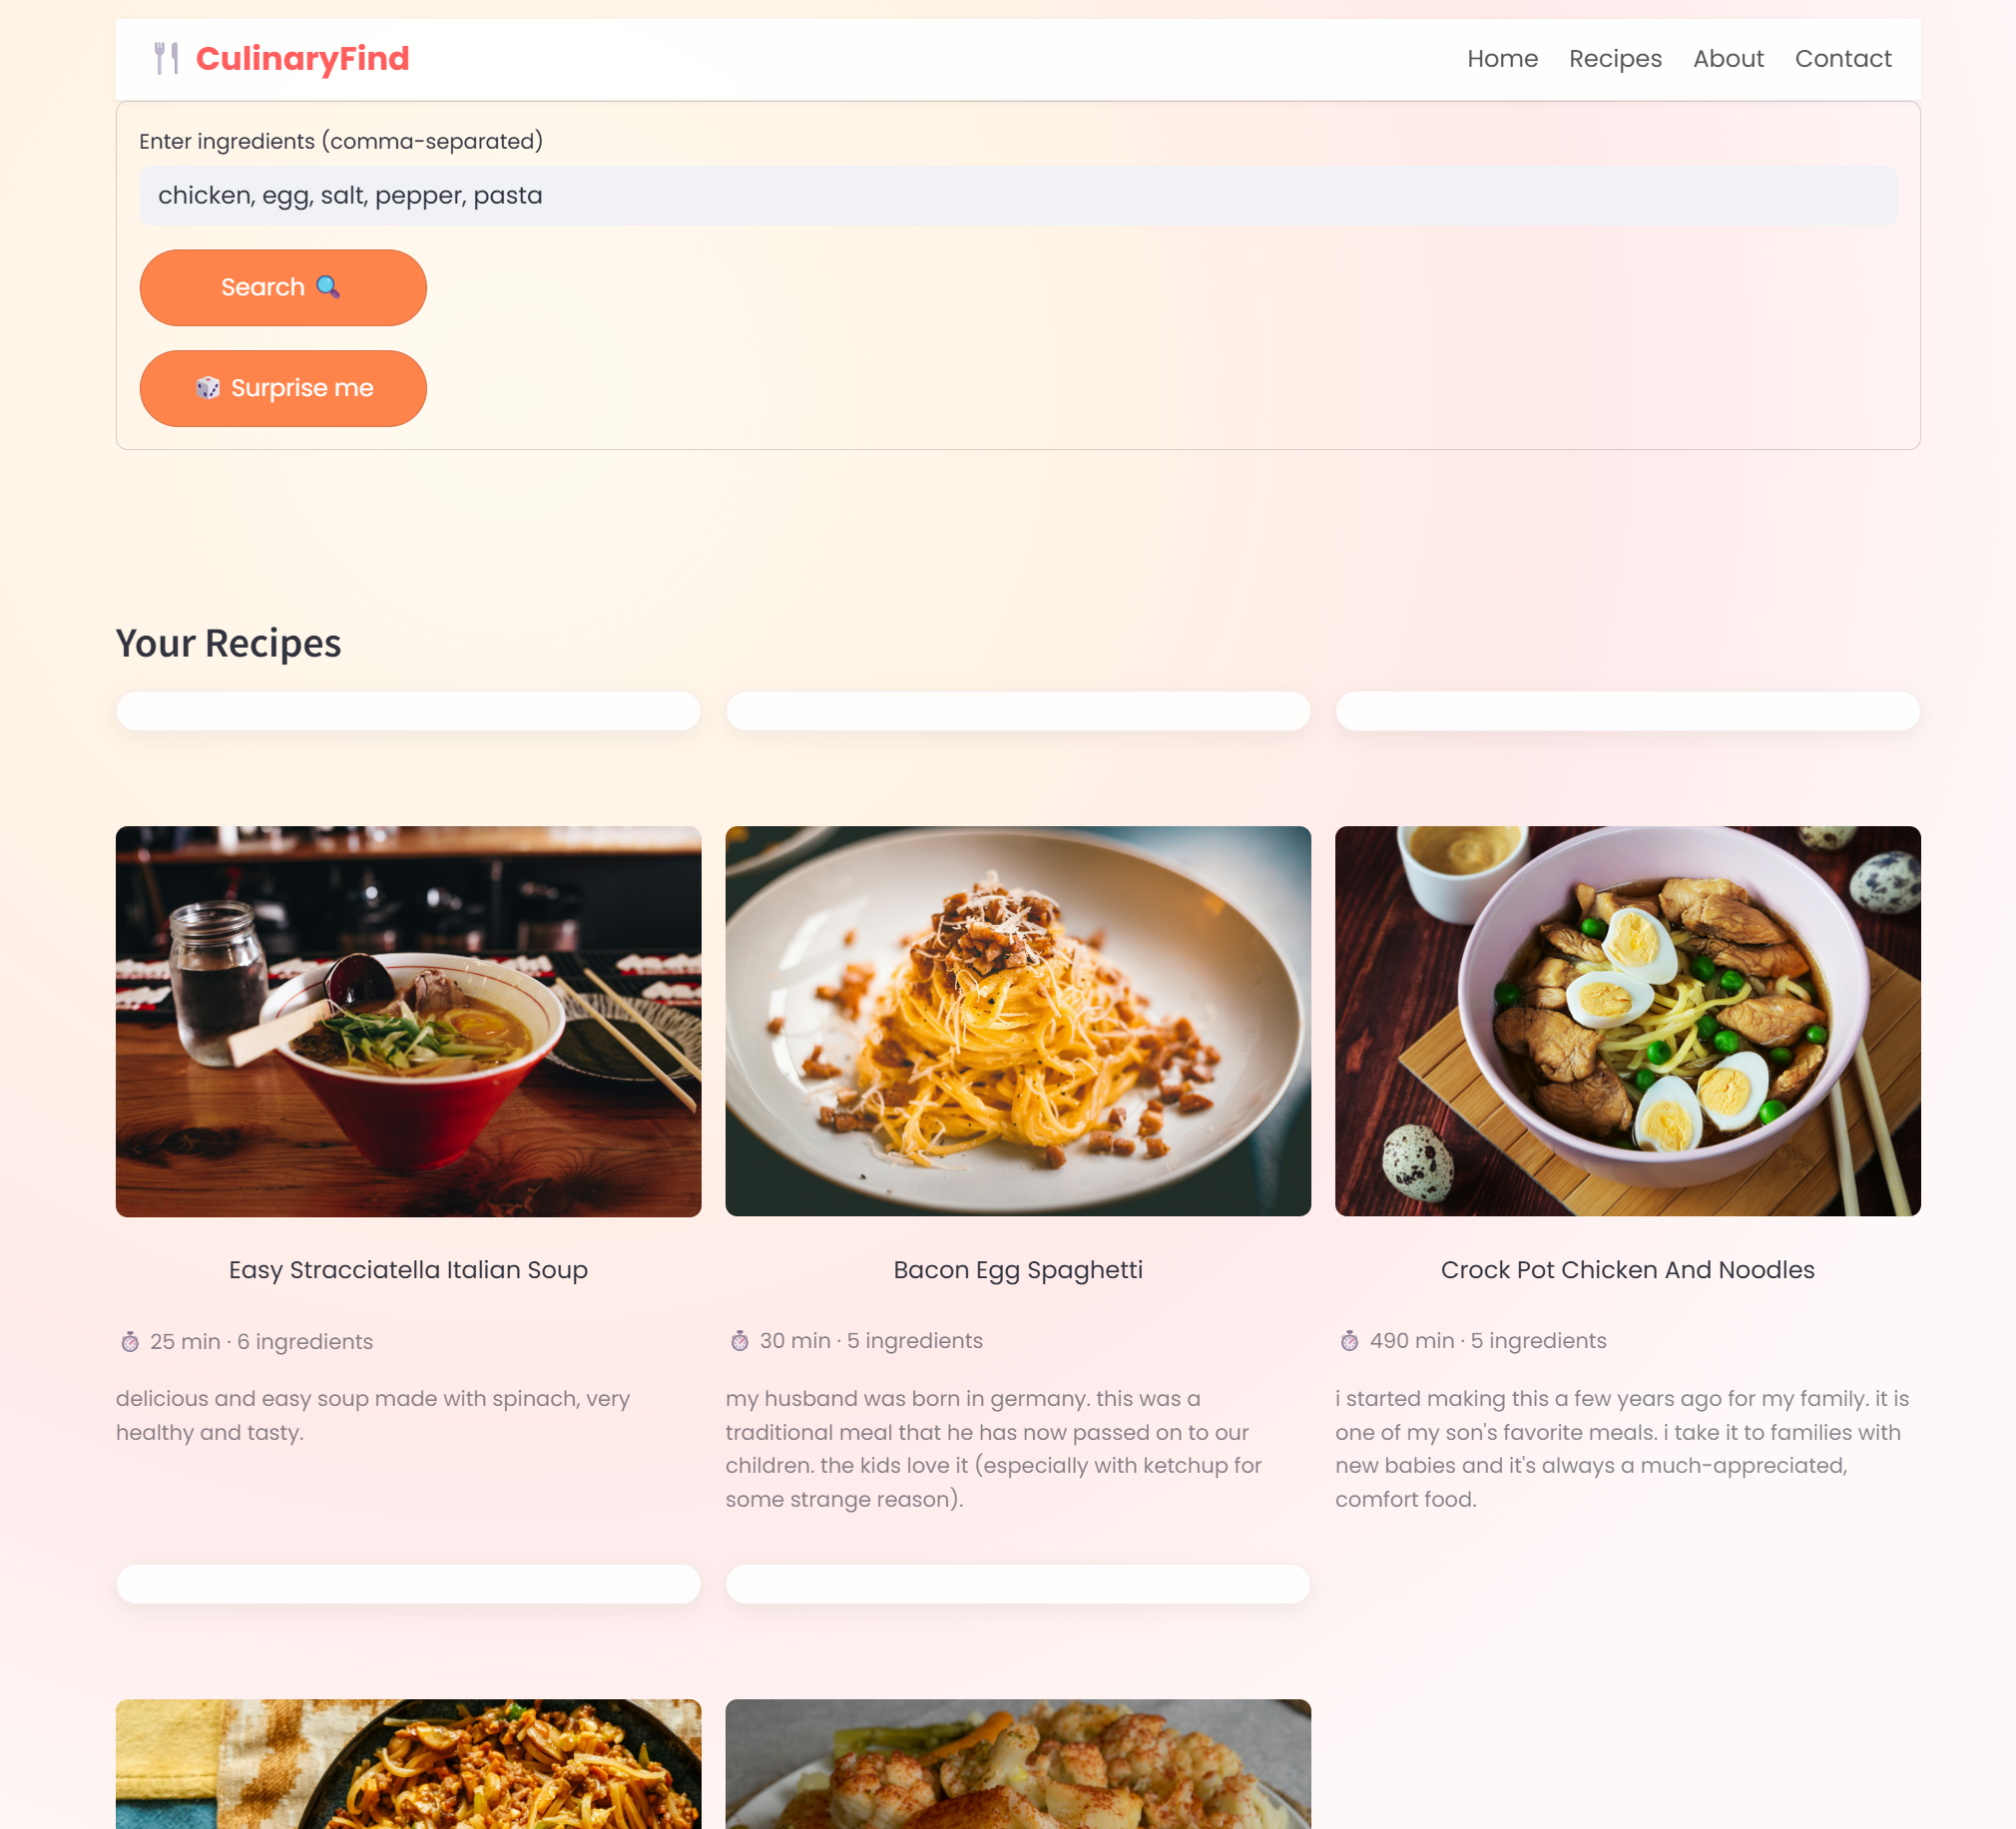 CulinaryFind
Home Recipes About Contact
Enter ingredients (comma-separated)
chicken, egg, salt, pepper, pasta
Search
Surprise me
Your Recipes
Easy Stracciatella Italian Soup
25 min · 6 ingredients
delicious and easy soup made with spinach, very
healthy and tasty.
Bacon Egg Spaghetti
30 min · 5 ingredients
my husband was born in germany. this was a
traditional meal that he has now passed on to our
children. the kids love it (especially with ketchup for
some strange reason).
Crock Pot Chicken And Noodles
490 min · 5 ingredients
i started making this a few years ago for my family. it is
one of my son's favorite meals. i take it to families with
new babies and it's always a much-appreciated,
comfort food.